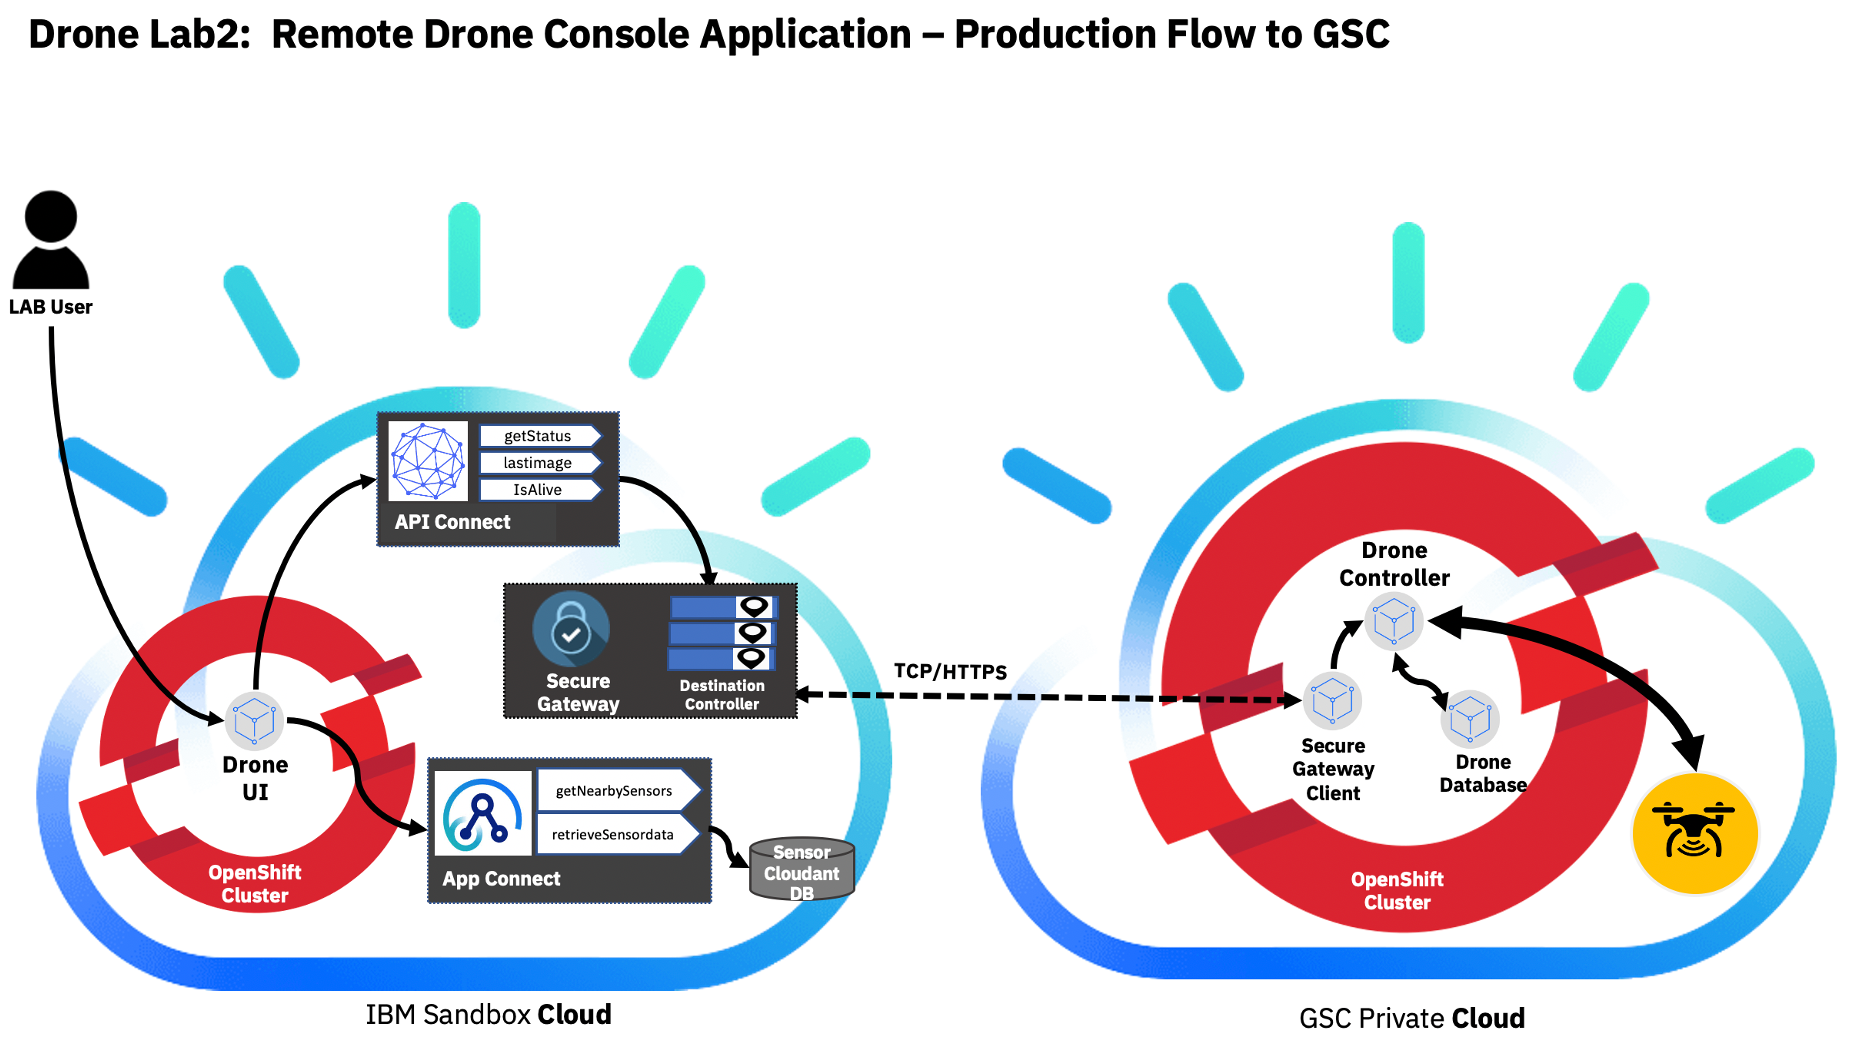 Drone Lab2:  Remote Drone Console Application – Production Flow to GSC
LAB User
getStatus
lastimage
IsAlive
API Connect
Secure
Gateway
Destination
Controller
TCP/HTTPS
Drone
UI
OpenShift
Cluster
getNearbySensors
retrieveSensordata
App Connect
Sensor
Cloudant
DB
IBM Sandbox Cloud
Drone
Controller
Secure
Gateway
Client
Drone
Database
OpenShift
Cluster
GSC Private Cloud